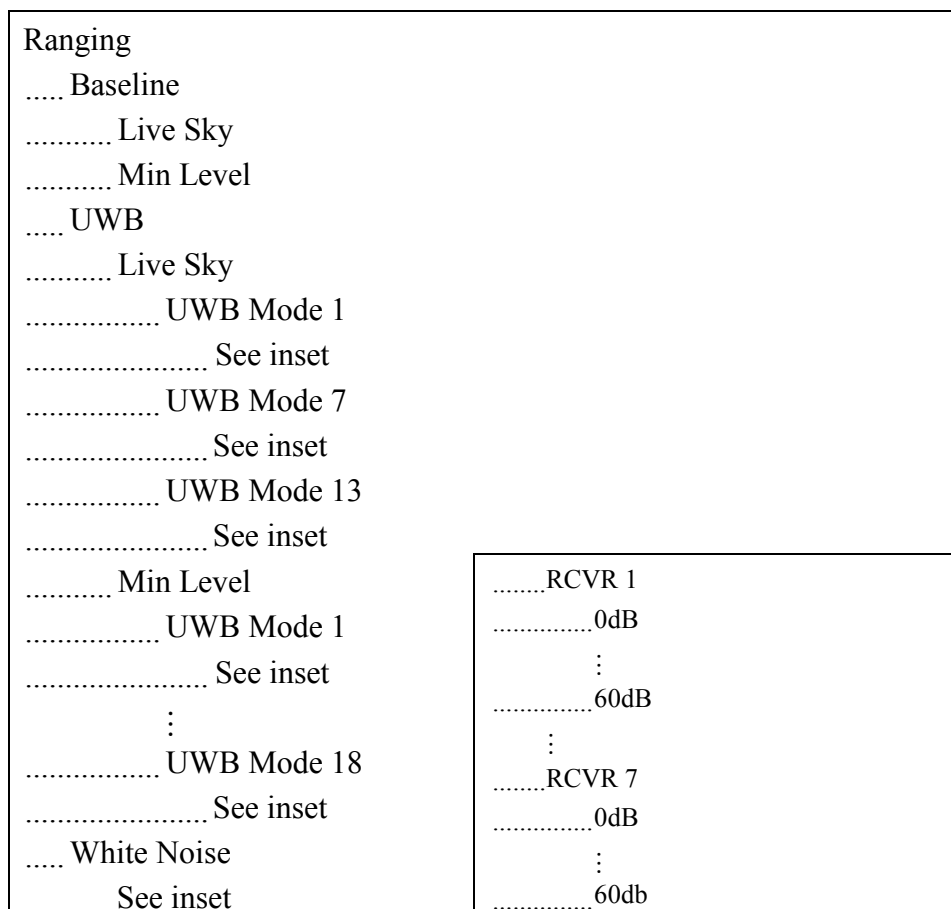 Ranging
..... Baseline
........... Live Sky
........... Min Level
..... UWB
........... Live Sky
................. UWB Mode 1
....................... See inset
................. UWB Mode 7
....................... See inset
................. UWB Mode 13
....................... See inset
........... Min Level
................. UWB Mode 1
....................... See inset
⋮
................. UWB Mode 18
....................... See inset
..... White Noise
See inset
........RCVR 1
...............0dB
⋮
...............60dB
⋮
........RCVR 7
...............0dB
⋮
...............60db